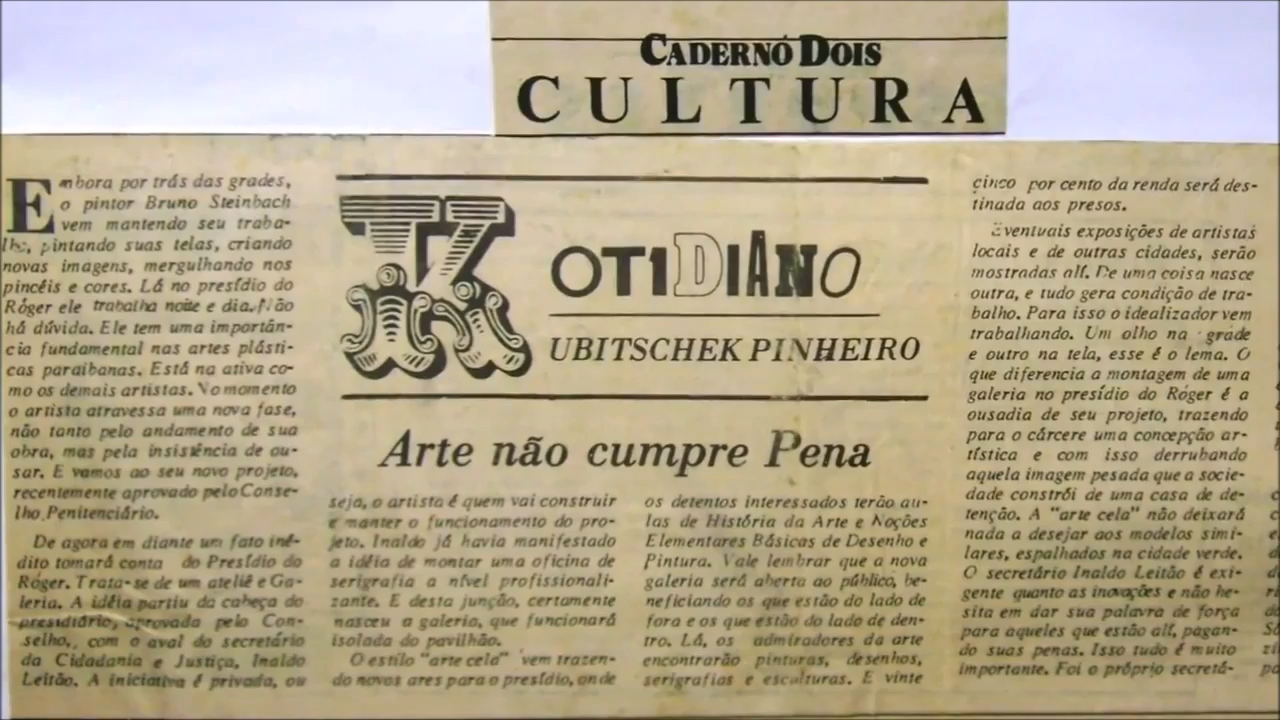 CADERNO DOIS
CULTURA
KOTIDIANO
KUBITSCHEK PINHEIRO
Arte não cumpre Pena
Embora por trás das grades,
o pintor Bruno Steinbach
vem mantendo seu traba-
lho, pintando suas telas, criando
novas imagens, mergulhando nos
pincéis e cores. Lá no presídio do
Róger ele trabalha noite e dia. Não
há dúvida. Ele tem uma importân-
cia fundamental nas artes plásti-
cas paraibanas. Está na ativa co-
mo os demais artistas. No momento
o artista atravessa uma nova fase,
não tanto pelo andamento de sua
obra, mas pela insistência de ou-
sar. E vamos ao seu novo projeto,
recentemente aprovado pelo Conse-
lho Penitenciário.
De agora em diante um fato iné-
dito tomará conta do Presídio do
Róger. Trata-se de um ateliê e Ga-
leria. A idéia partiu da cabeça do
presidiário, aprovada pelo Con-
selho, com o aval do secretário
da Cidadania e Justiça, Inaldo
Leitão. A iniciativa é privada, ou
seja, o artista é quem vai construir
e manter o funcionamento do pro-
jeto. Inaldo já havia manifestado
a idéia de montar uma oficina de
serigrafia a nível profissionali-
zante. E desta junção, certamente
nasceu a galeria, que funcionará
isolada do pavilhão.
O estilo "arte cela" vem trazen-
do novos ares para o presídio, onde
os detentos interessados terão au-
las de História da Arte e Noções
Elementares Básicas de Desenho e
Pintura. Vale lembrar que a nova
galeria será aberta ao público, be-
neficiando os que estão do lado de
fora e os que estão do lado de den-
tro. Lá, os admiradores da arte
encontrarão pinturas, desenhos,
serigrafias e esculturas. E vinte
cinco por cento da renda será des-
tinada aos presos.
Eventuais exposições de artistas
locais e de outras cidades, serão
mostradas alí. De uma coisa nasce
outra, e tudo gera condição de tra-
balho. Para isso o idealizador vem
trabalhando. Um olho na grade
e outro na tela, esse é o lema. O
que diferencia a montagem de uma
galeria no presídio do Róger é a
ousadia de seu projeto, trazendo
para o cárcere uma concepção ar-
tística e com isso derrubando
aquela imagem pesada que a socie-
dade constrói de uma casa de de-
tenção. A "arte cela" não deixará
nada a desejar aos modelos simi-
lares, espalhados na cidade verde.
O secretário Inaldo Leitão é exi-
gente quanto as inovações e não he-
sita em dar sua palavra de força
para aqueles que estão alí, pagan-
do suas penas. Isso tudo é muito
importante. Foi o próprio secretá-